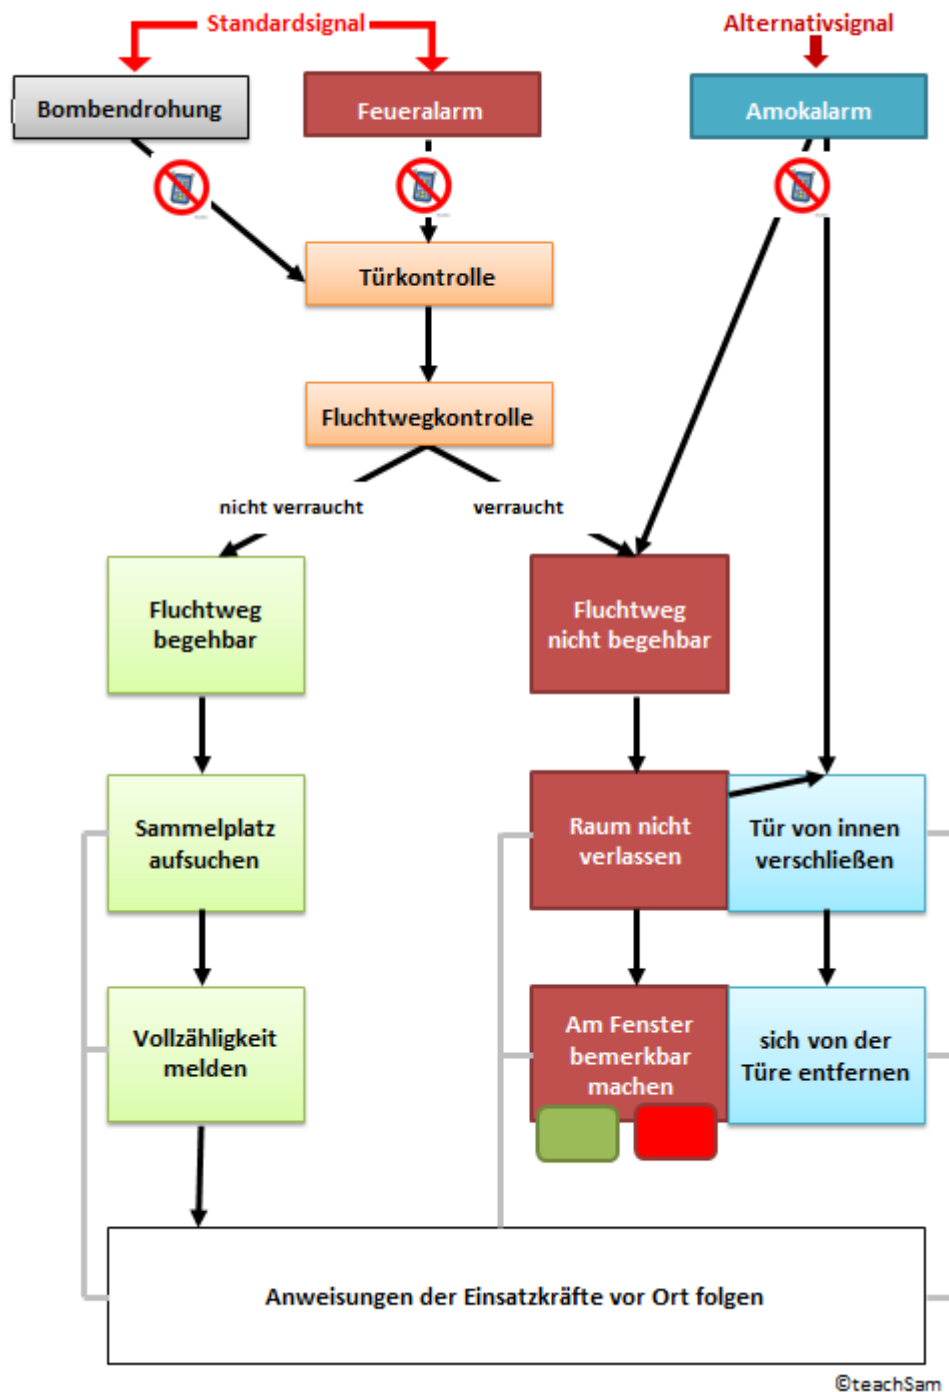 Standardsignal
Alternativsignal
Bombendrohung
Feueralarm
Amokalarm
Türkontrolle
Fluchtwegkontrolle
nicht verraucht
verraucht
Fluchtweg
begehbar
Fluchtweg
nicht begehbar
Sammelplatz
aufsuchen
Raum nicht
verlassen
Tür von innen
verschließen
Vollzähligkeit
melden
Am Fenster
bemerkbar
machen
sich von der
Türe entfernen
Anweisungen der Einsatzkräfte vor Ort folgen
©teachSam